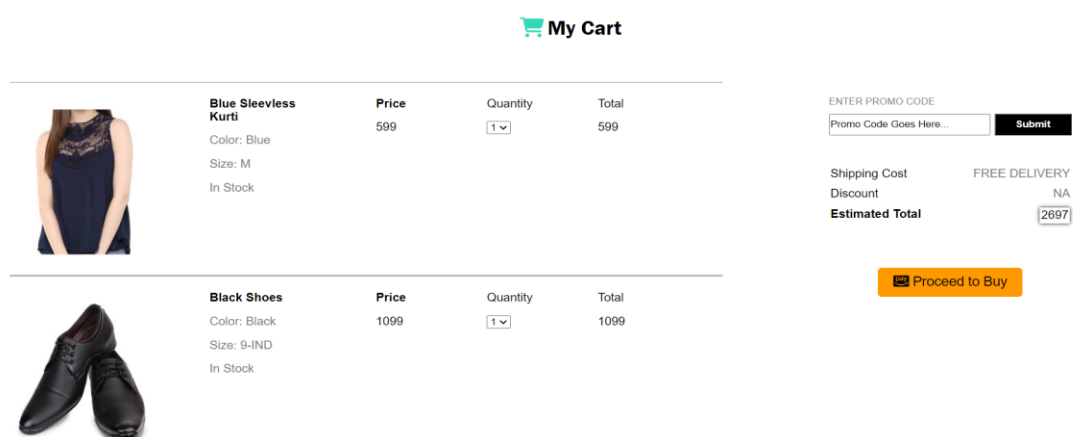 My Cart
Blue Sleevless
Kurti
Color: Blue
Size: M
In Stock
Price
599
Quantity
1
Total
599
Black Shoes
Color: Black
Size: 9-IND
In Stock
Price
1099
Quantity
1
Total
1099
ENTER PROMO CODE
Promo Code Goes Here... Submit
Shipping Cost FREE DELIVERY
Discount NA
Estimated Total 2697
pay Proceed to Buy